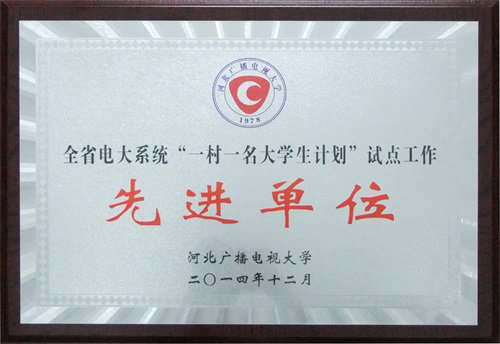 河北广播电视大学
1978
全省电大系统“一村一名大学生计划”试点工作
先进单位
河北广播电视大学
二〇一四年十二月